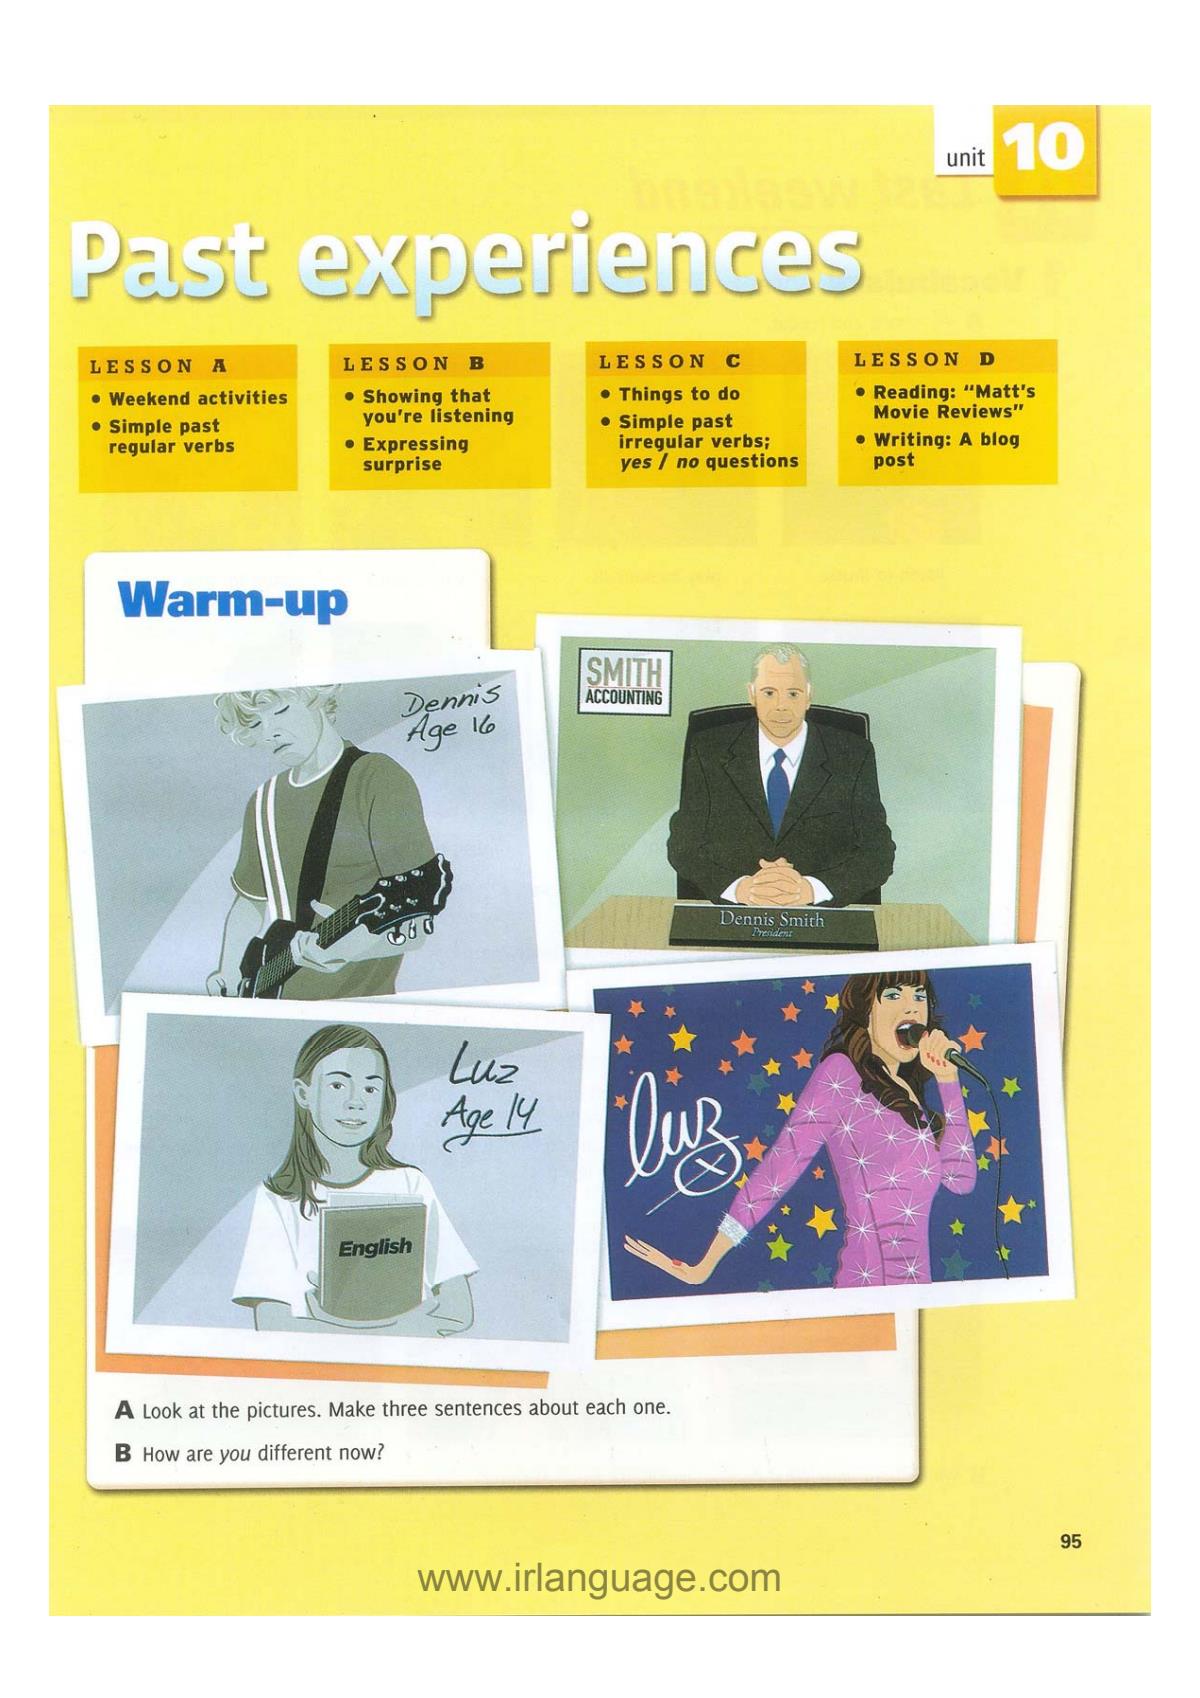 unit 10
Past experiences
LESSON A
• Weekend activities
• Simple past
regular verbs
LESSON B
• Showing that
you're listening
• Expressing
surprise
LESSON C
• Things to do
• Simple past
irregular verbs;
yes / no questions
LESSON D
• Reading: "Matt's
Movie Reviews"
• Writing: A blog
post
Warm-up
Dennis
Age 16
SMITH
ACCOUNTING
Dennis Smith
President
Luz
Age 14
English
Luz
x
A Look at the pictures. Make three sentences about each one.
B How are you different now?
95
www.irlanguage.com